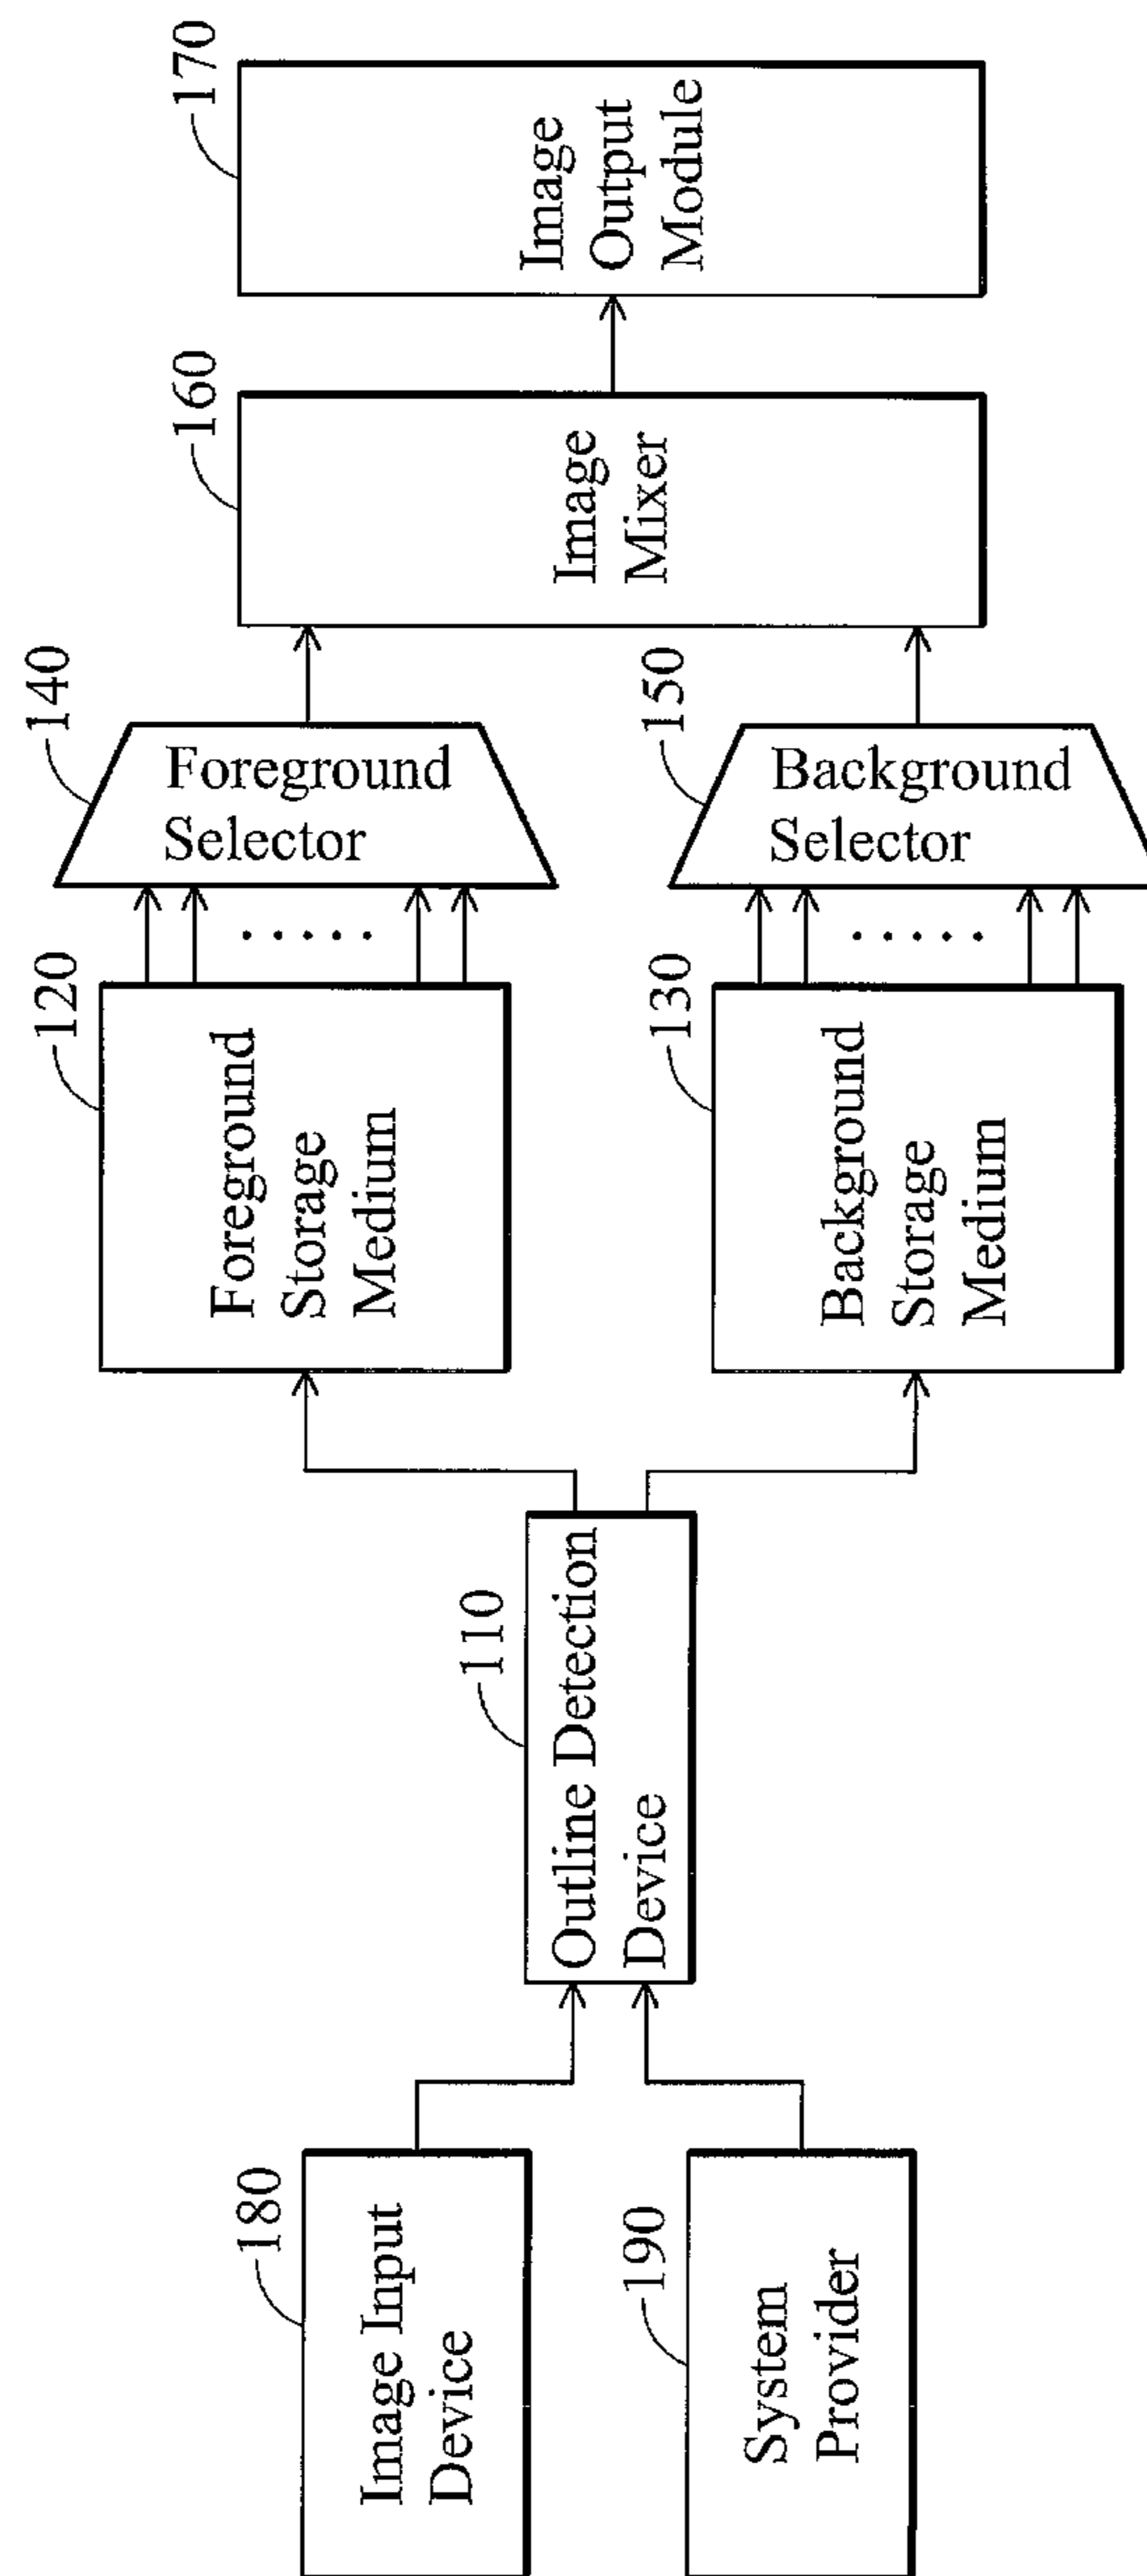 180
Image Input
Device
190
System
Provider
110
Outline Detection
Device
120
Foreground
Storage
Medium
130
Background
Storage
Medium
140
Foreground
Selector
150
Background
Selector
160
Image
Mixer
170
Image
Output
Module